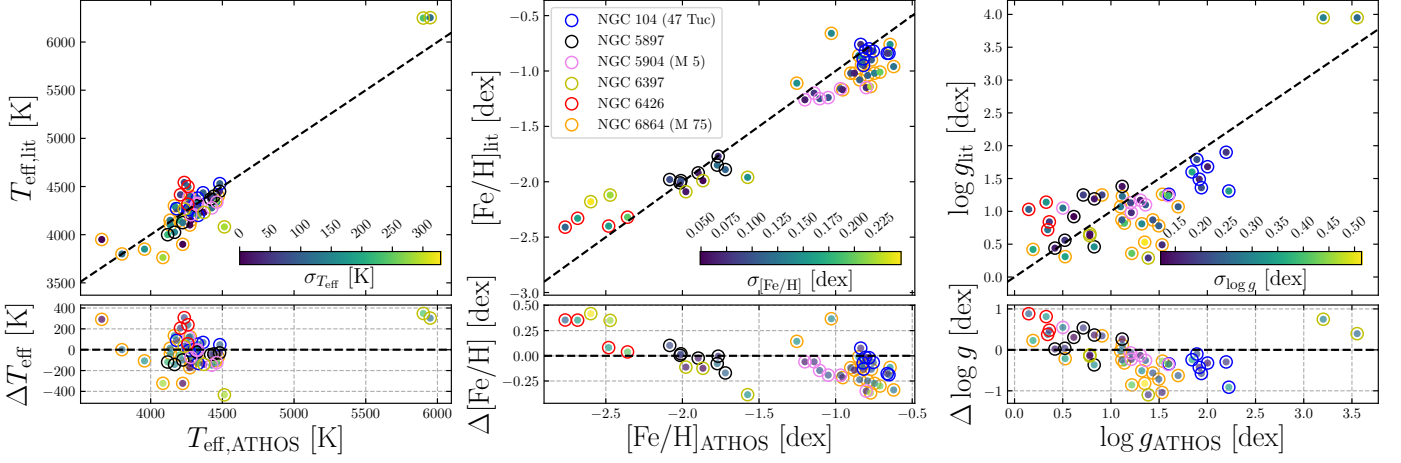 6000
5500
5000
4500
4000
3500
T_eff,lit [K]
0 50 100 150 200 250 300
σ_T_eff [K]
400
200
0
−200
−400
ΔT_eff [K]
4000 4500 5000 5500 6000
T_eff,ATHOS [K]
−0.5
−1.0
−1.5
−2.0
−2.5
−3.0
[Fe/H]_lit [dex]
NGC 104 (47 Tuc)
NGC 5897
NGC 5904 (M 5)
NGC 6397
NGC 6426
NGC 6864 (M 75)
0.050 0.075 0.100 0.125 0.150 0.175 0.200 0.225
σ_[Fe/H] [dex]
0.50
0.25
0.00
−0.25
Δ[Fe/H] [dex]
−2.5 −2.0 −1.5 −1.0 −0.5
[Fe/H]_ATHOS [dex]
4.0
3.5
3.0
2.5
2.0
1.5
1.0
0.5
0.0
log g_lit [dex]
0.15 0.20 0.25 0.30 0.35 0.40 0.45 0.50
σ_log g [dex]
1
0
−1
Δ log g [dex]
0.0 0.5 1.0 1.5 2.0 2.5 3.0 3.5
log g_ATHOS [dex]